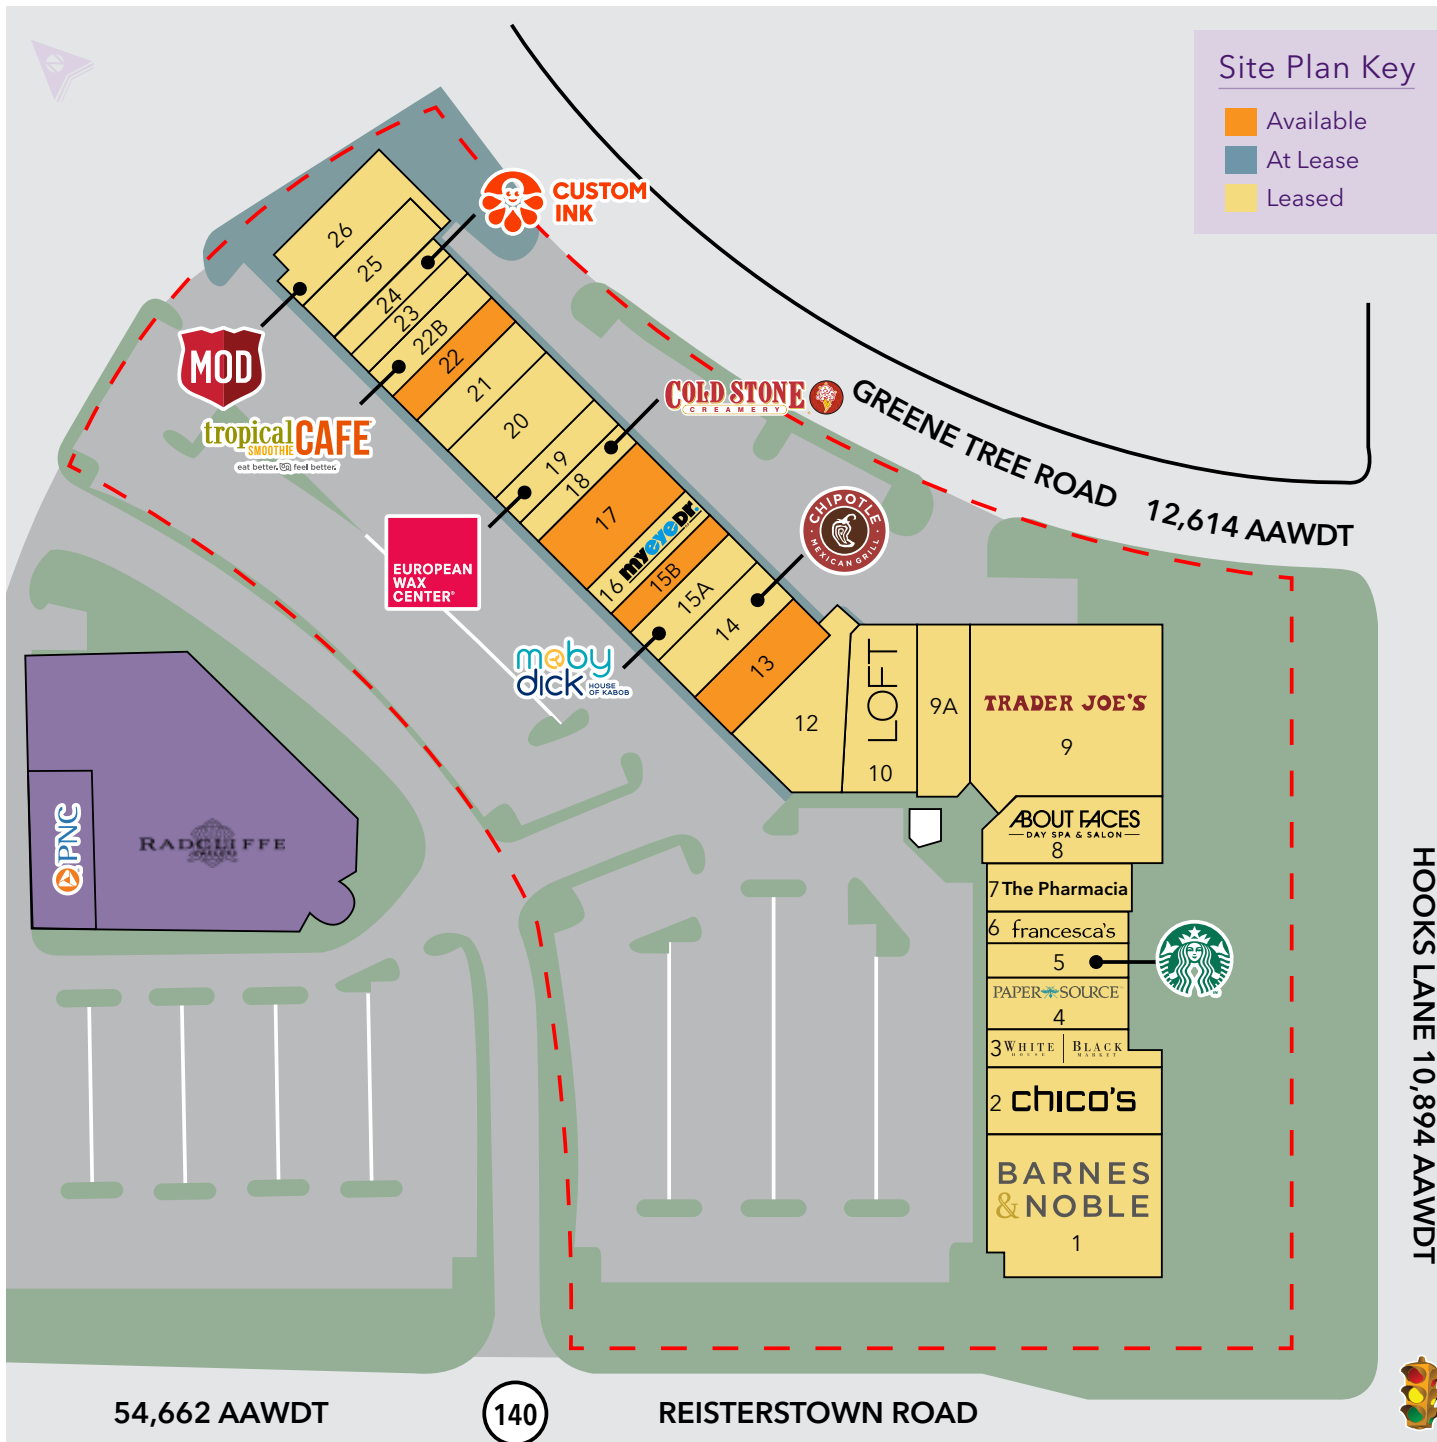 Site Plan Key
Available
At Lease
Leased
CUSTOM
INK
26
25
24
23
22B
22
21
20
19
18
17
16 myeyeDr.
15B
15A
14
13
12
MOD
tropical CAFE
SMOOTHIE
eat better. feel better.
COLD STONE
CREAMERY
EUROPEAN
WAX
CENTER®
CHIPOTLE
MEXICAN GRILL
moby
dick HOUSE
OF KABOB
GREENE TREE ROAD 12,614 AAWDT
LOFT
10
9A
TRADER JOE'S
9
ABOUT FACES
DAY SPA & SALON
8
7 The Pharmacia
6 francesca's
5
PAPER SOURCE
4
3 WHITE HOUSE | BLACK MARKET
2 chico's
BARNES
& NOBLE
1
PNC
RADCLIFFE
HOOKS LANE 10,894 AAWDT
54,662 AAWDT
140
REISTERSTOWN ROAD